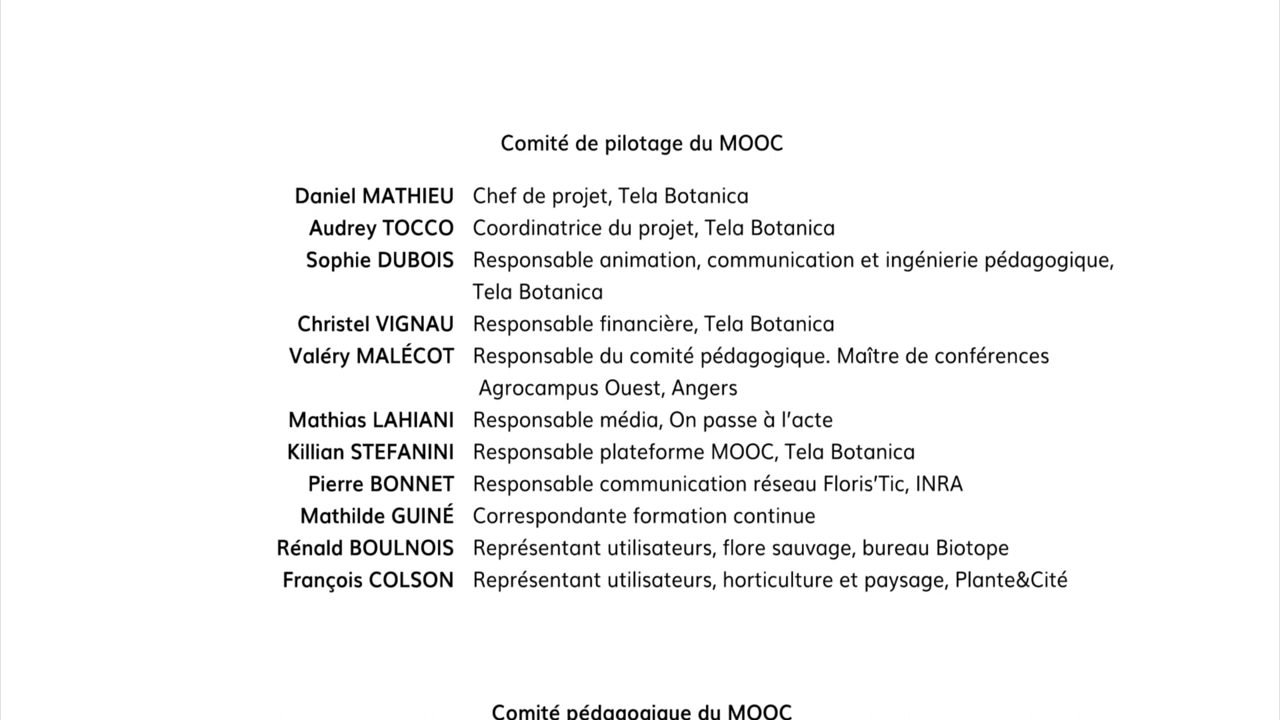 Comité de pilotage du MOOC
Daniel MATHIEU Chef de projet, Tela Botanica
Audrey TOCCO Coordinatrice du projet, Tela Botanica
Sophie DUBOIS Responsable animation, communication et ingénierie pédagogique,
Tela Botanica
Christel VIGNAU Responsable financière, Tela Botanica
Valéry MALÉCOT Responsable du comité pédagogique. Maître de conférences
Agrocampus Ouest, Angers
Mathias LAHIANI Responsable média, On passe à l’acte
Killian STEFANINI Responsable plateforme MOOC, Tela Botanica
Pierre BONNET Responsable communication réseau Floris’Tic, INRA
Mathilde GUINÉ Correspondante formation continue
Rénald BOULNOIS Représentant utilisateurs, flore sauvage, bureau Biotope
François COLSON Représentant utilisateurs, horticulture et paysage, Plante&Cité
Comité pédagogique du MOOC